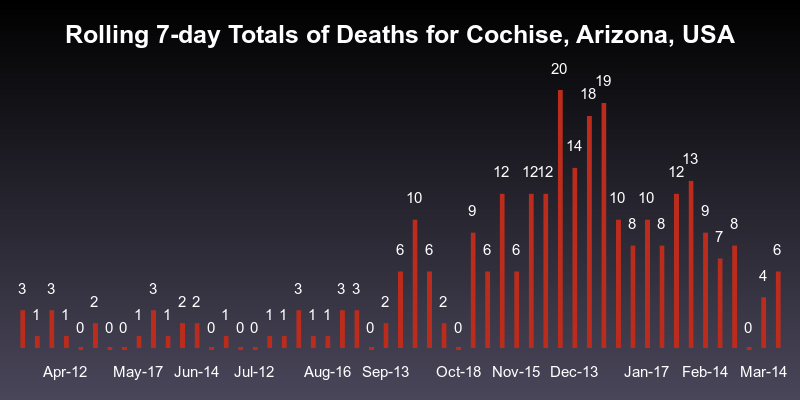 Rolling 7-day Totals of Deaths for Cochise, Arizona, USA
3 1 3 1 0 2 0 0 1 3 1 2 2 0 1 0 0 1 1 3 1 1 3 3 0 2 6 10 6 2 0 9 6 12 6 12 12 20 14 18 19 10 8 10 8 12 13 9 7 8 0 4 6
Apr-12 May-17 Jun-14 Jul-12 Aug-16 Sep-13 Oct-18 Nov-15 Dec-13 Jan-17 Feb-14 Mar-14